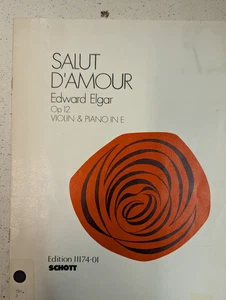 SALUT
D'AMOUR
Edward Elgar
Op 12
VIOLIN & PIANO IN E
Edition 11174-01
SCHOTT